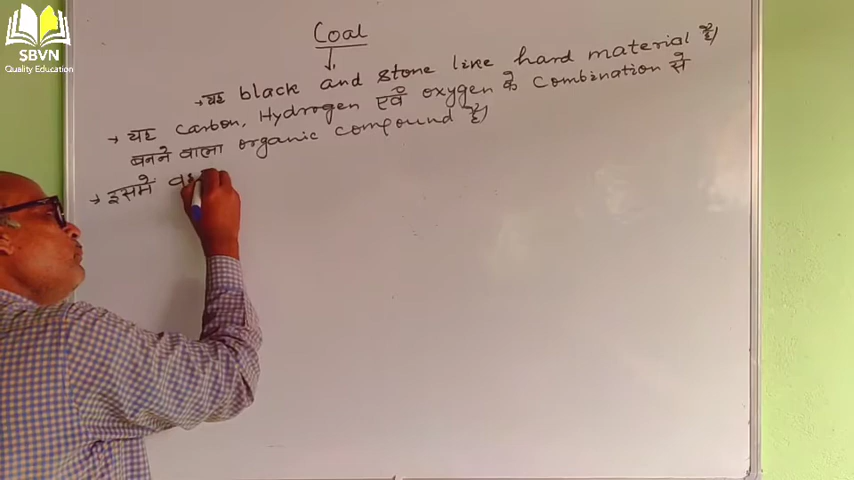 SBVN
Quality Education
Coal
→ यह black and stone like hard material है।
→ यह carbon, Hydrogen एवं oxygen के combination से
बनने वाला organic compound है।
→ इसमें